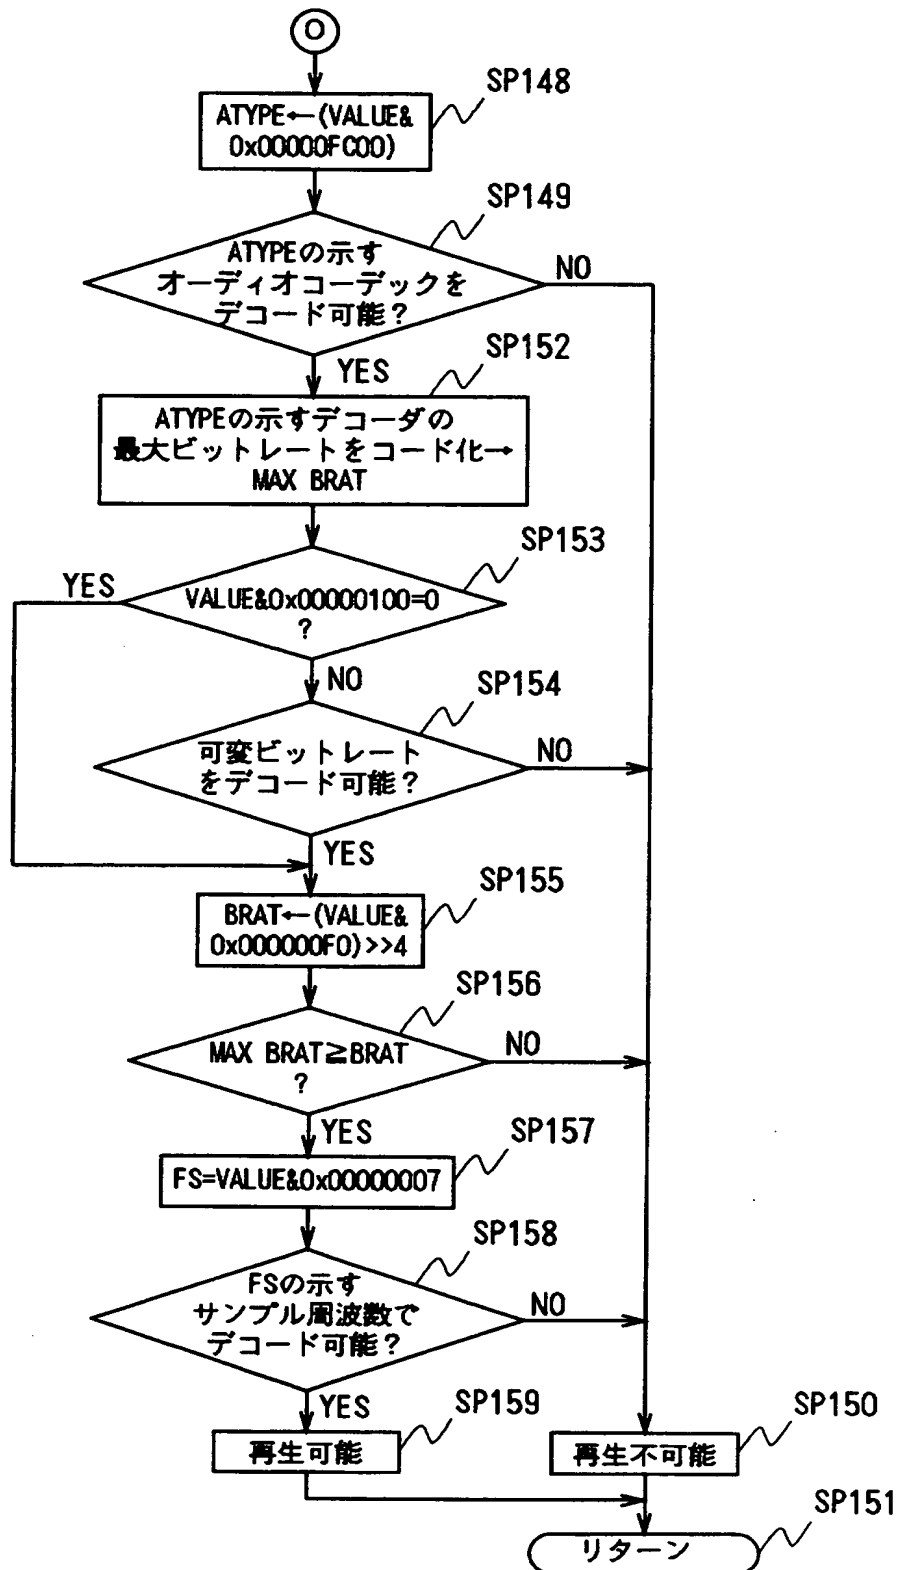 O
SP148
ATYPE←(VALUE&
0x00000FC00)
SP149
ATYPEの示す
オーディオコーデックを
デコード可能?
NO
YES
SP152
ATYPEの示すデコーダの
最大ビットレートをコード化→
MAX BRAT
SP153
YES
VALUE&0x00000100=0
?
NO
SP154
可変ビットレート
をデコード可能?
NO
YES
SP155
BRAT←(VALUE&
0x000000F0)>>4
SP156
MAX BRAT≧BRAT
?
NO
YES
SP157
FS=VALUE&0x00000007
SP158
FSの示す
サンプル周波数で
デコード可能?
NO
YES
SP159
再生可能
SP150
再生不可能
SP151
リターン